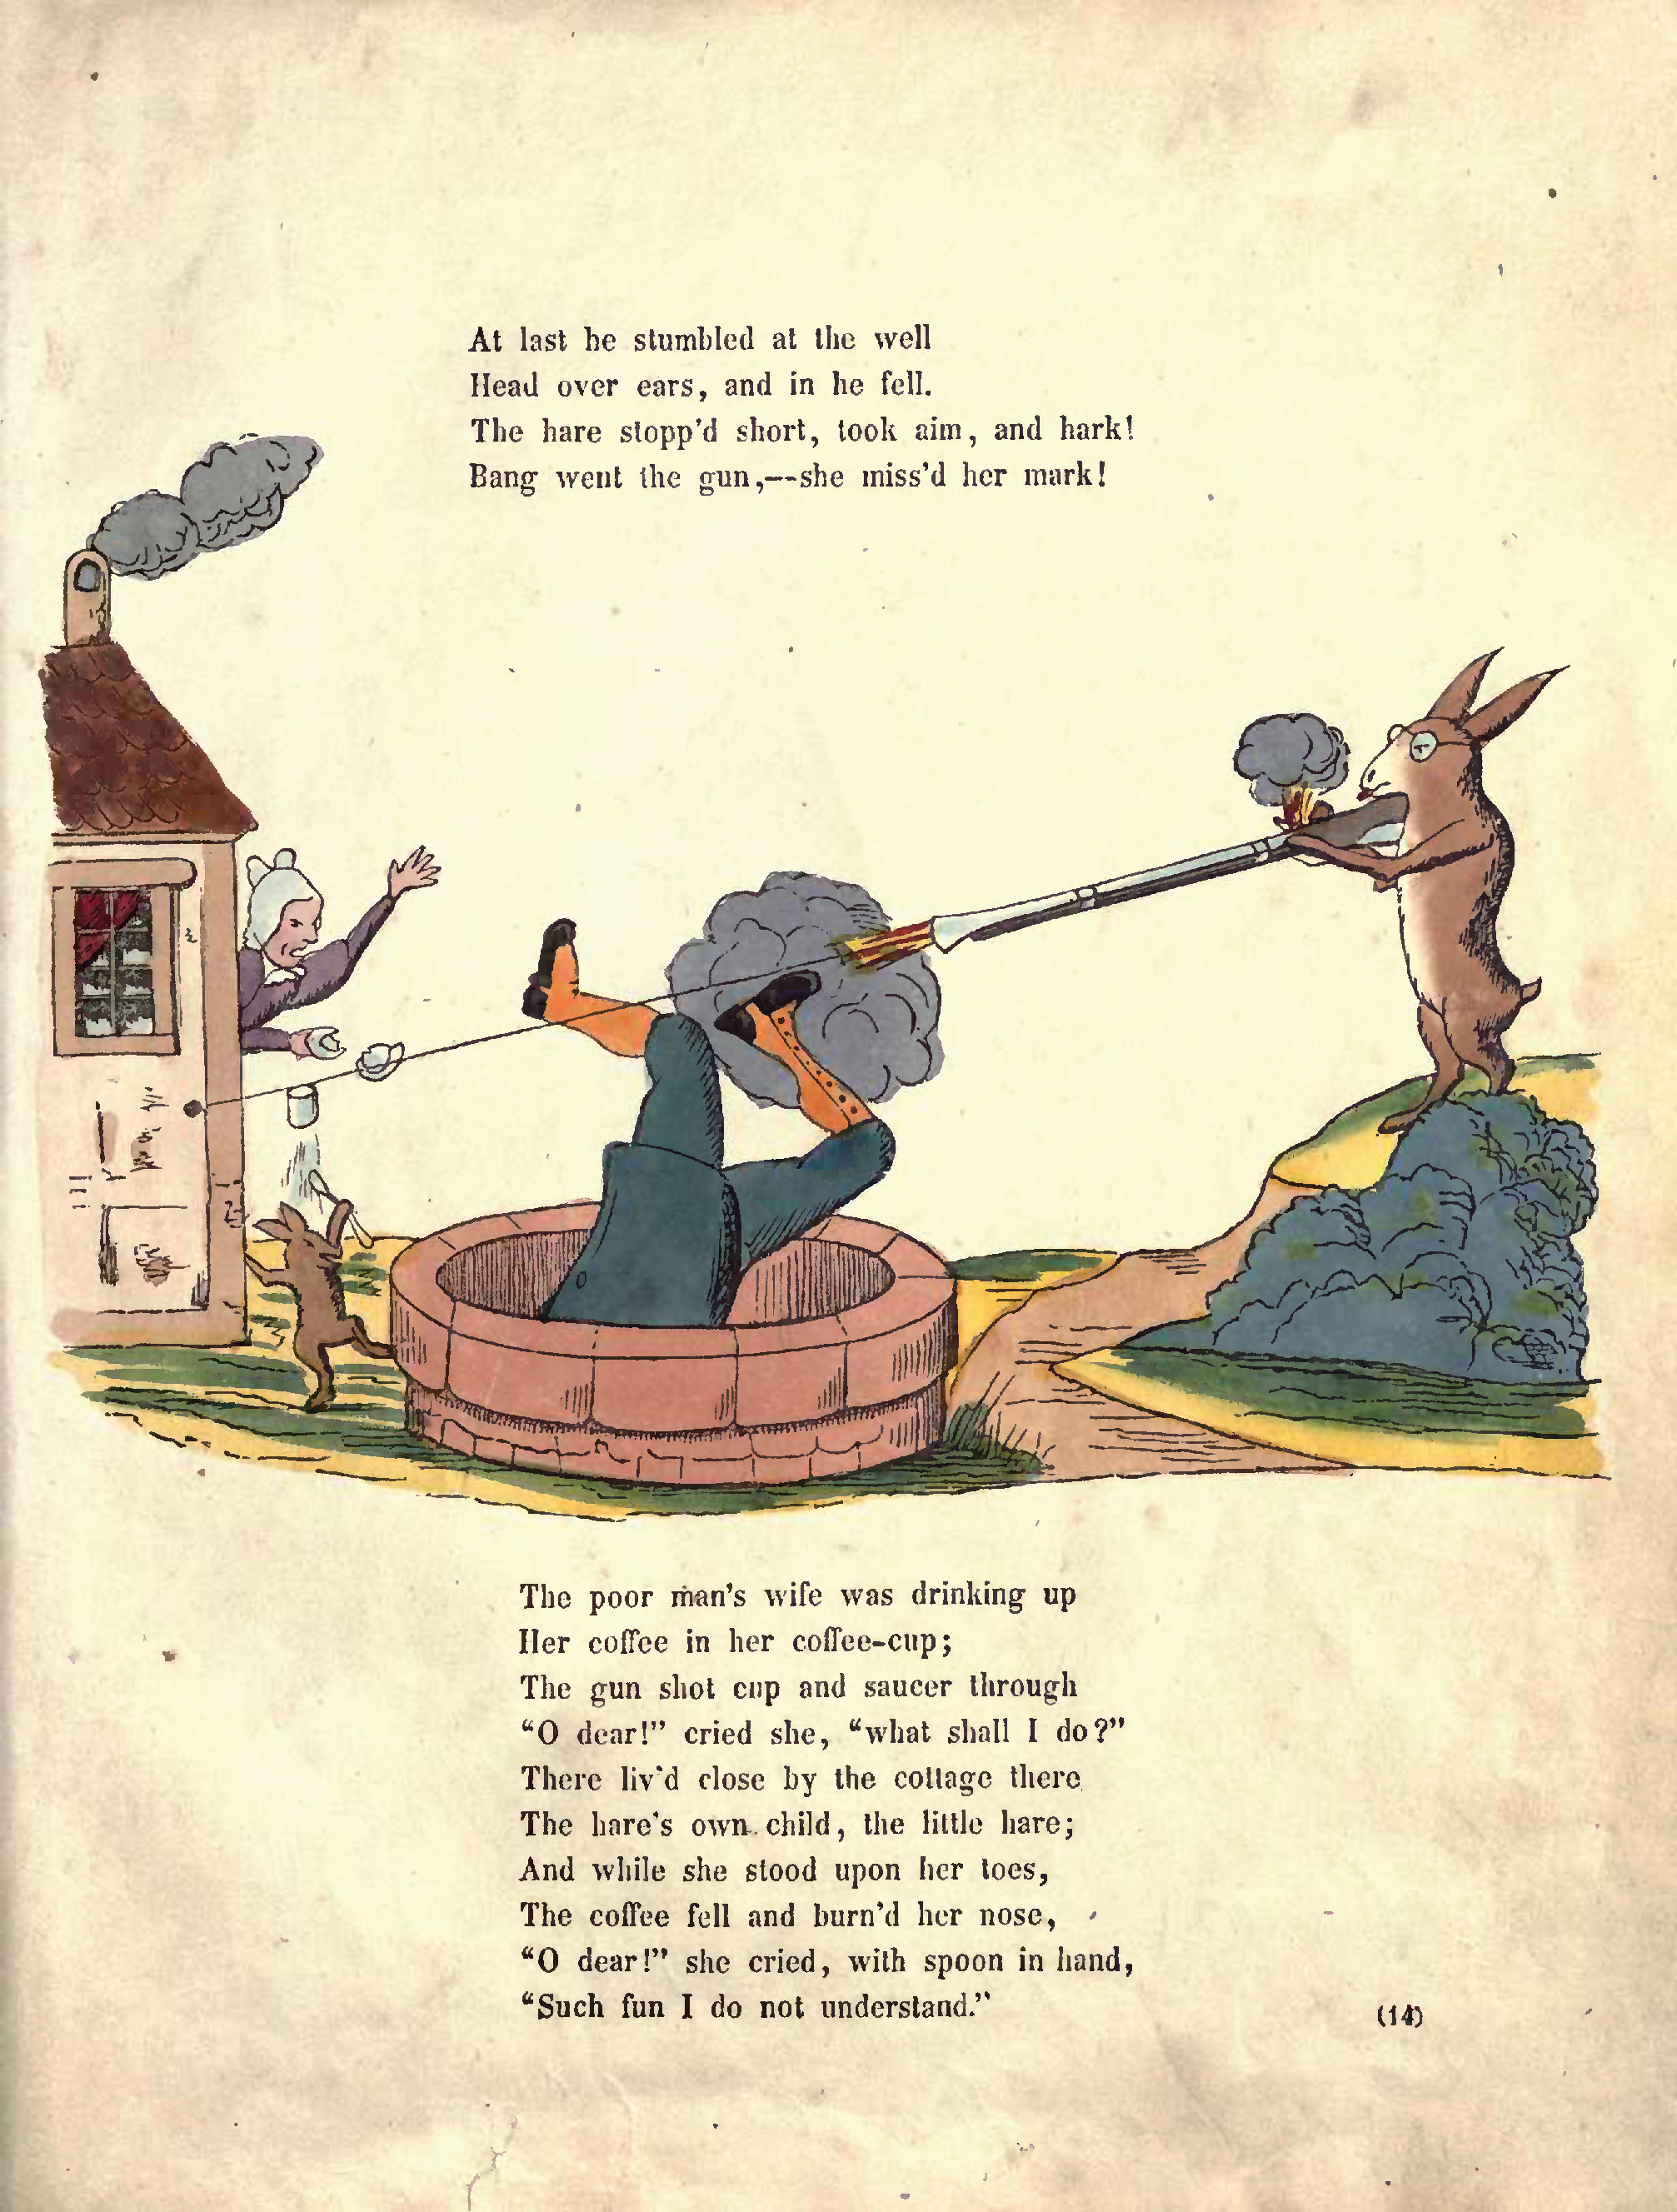 At last he stumbled at the well
Head over ears, and in he fell.
The hare stopp'd short, took aim, and hark!
Bang went the gun,--she miss'd her mark!
The poor man's wife was drinking up
Her coffee in her coffee-cup;
The gun shot cup and saucer through
“O dear!” cried she, “what shall I do?”
There liv'd close by the cottage there
The hare's own child, the little hare;
And while she stood upon her toes,
The coffee fell and burn'd her nose,
“O dear!” she cried, with spoon in hand,
“Such fun I do not understand.”
(14)